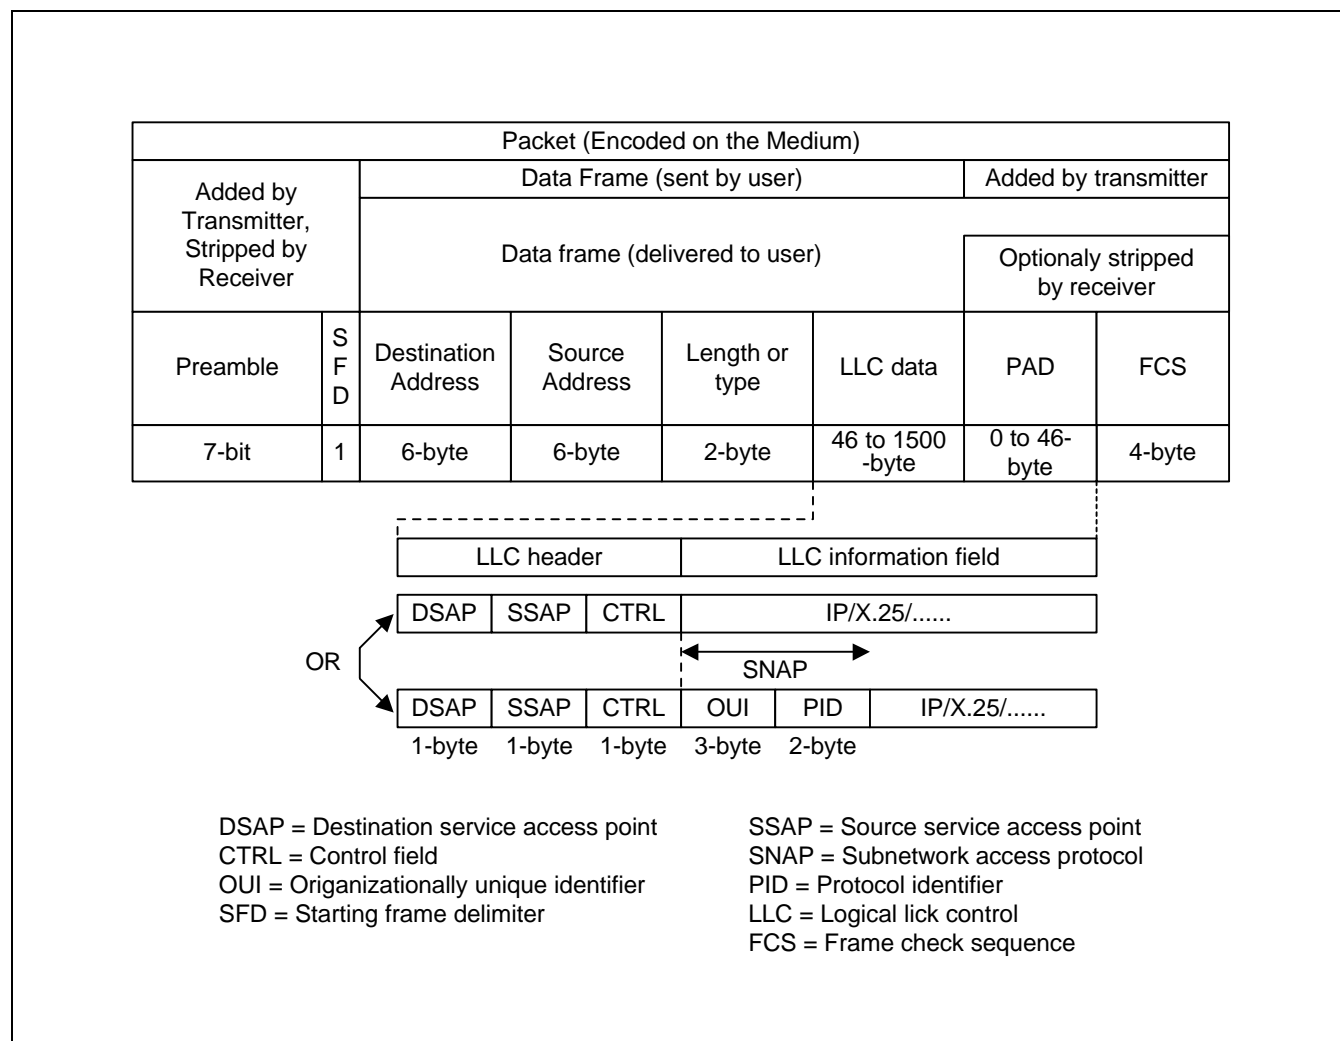 Packet (Encoded on the Medium)
Added by
Transmitter,
Stripped by
Receiver
Data Frame (sent by user)
Added by transmitter
Data frame (delivered to user)
Optionaly stripped
by receiver
Preamble
S
F
D
Destination
Address
Source
Address
Length or
type
LLC data
PAD
FCS
7-bit
1
6-byte
6-byte
2-byte
46 to 1500
-byte
0 to 46-
byte
4-byte
LLC header
LLC information field
DSAP
SSAP
CTRL
IP/X.25/......
OR
SNAP
DSAP
SSAP
CTRL
OUI
PID
IP/X.25/......
1-byte
1-byte
1-byte
3-byte
2-byte
DSAP = Destination service access point
CTRL = Control field
OUI = Origanizationally unique identifier
SFD = Starting frame delimiter
SSAP = Source service access point
SNAP = Subnetwork access protocol
PID = Protocol identifier
LLC = Logical lick control
FCS = Frame check sequence